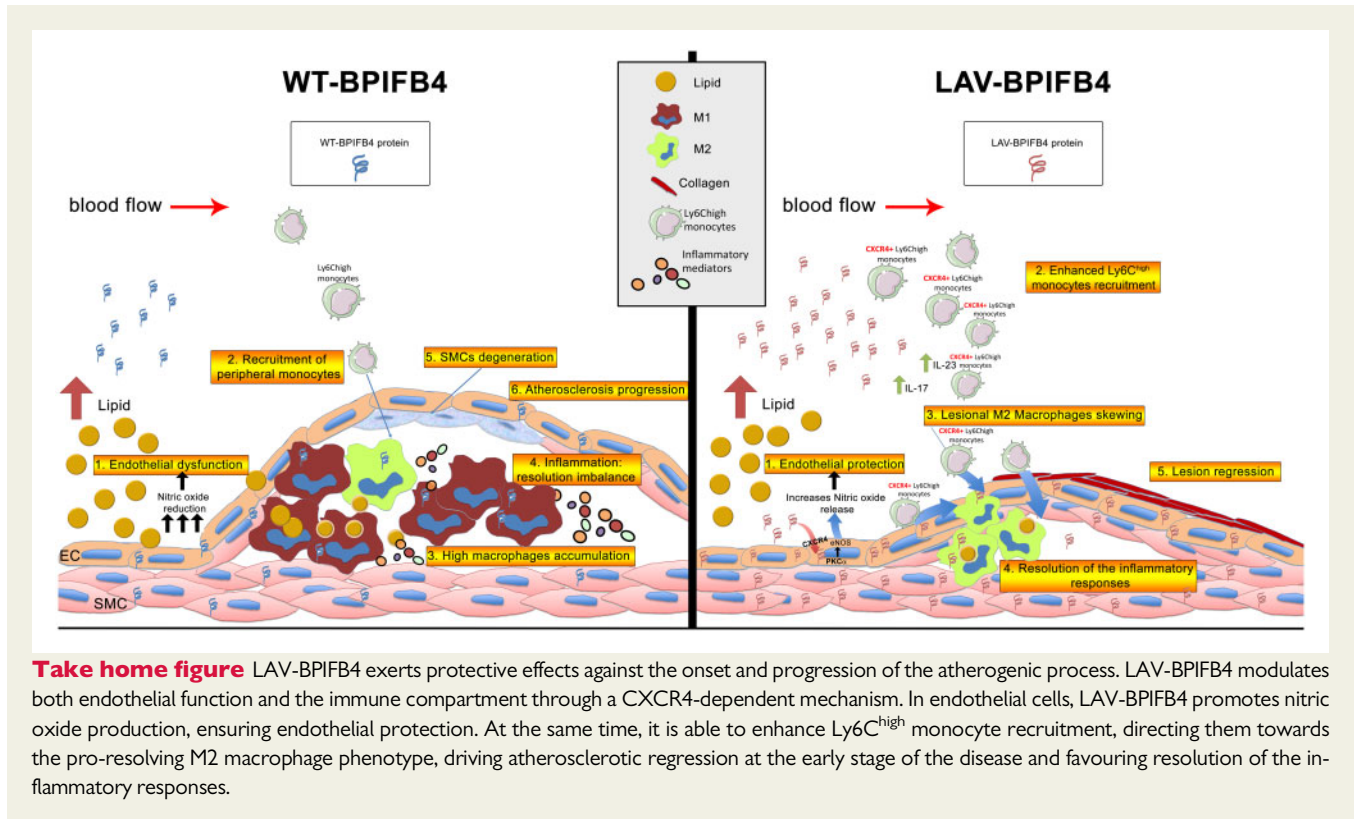 WT-BPIFB4
WT-BPIFB4 protein
blood flow
Ly6Chigh
monocytes
2. Recruitment of
peripheral monocytes
5. SMCs degeneration
6. Atherosclerosis progression
Lipid
1. Endothelial dysfunction
Nitric oxide
reduction
4. Inflammation:
resolution imbalance
3. High macrophages accumulation
EC
SMC
Lipid
M1
M2
Collagen
Ly6Chigh
monocytes
Inflammatory
mediators
LAV-BPIFB4
LAV-BPIFB4 protein
blood flow
CXCR4+ Ly6Chigh
monocytes
CXCR4+ Ly6Chigh
monocytes
CXCR4+ Ly6Chigh
monocytes
2. Enhanced Ly6Chigh
monocytes recruitment
CXCR4+ Ly6Chigh
monocytes
IL-23
IL-17
Lipid
3. Lesional M2 Macrophages skewing
CXCR4+ Ly6Chigh
monocytes
1. Endothelial protection
5. Lesion regression
Increases Nitric oxide
release
CXCR4+ Ly6Chigh
monocytes
CXCR4
eNOS
PKCα
4. Resolution of the inflammatory
responses
Take home figure LAV-BPIFB4 exerts protective effects against the onset and progression of the atherogenic process. LAV-BPIFB4 modulates
both endothelial function and the immune compartment through a CXCR4-dependent mechanism. In endothelial cells, LAV-BPIFB4 promotes nitric
oxide production, ensuring endothelial protection. At the same time, it is able to enhance Ly6Chigh monocyte recruitment, directing them towards
the pro-resolving M2 macrophage phenotype, driving atherosclerotic regression at the early stage of the disease and favouring resolution of the in-
flammatory responses.